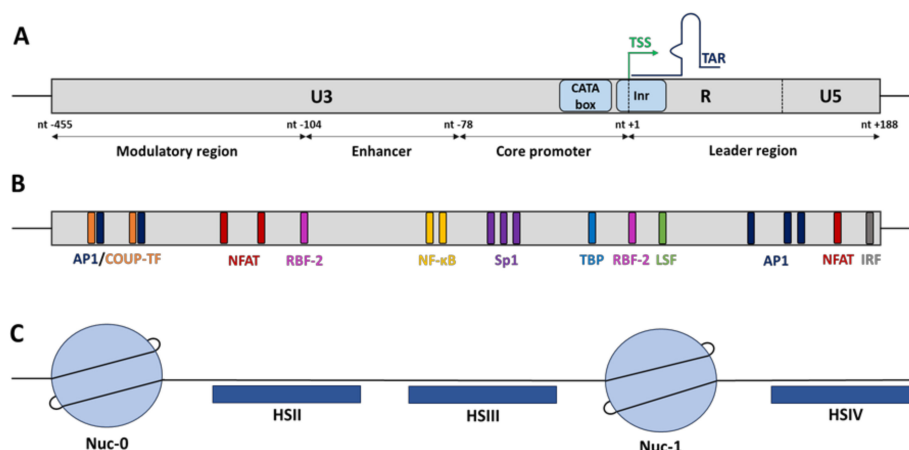 A
TSS
TAR
U3
CATA
box
Inr
R
U5
nt -455
nt -104
nt -78
nt +1
nt +188
Modulatory region
Enhancer
Core promoter
Leader region
B
AP1/COUP-TF
NFAT
RBF-2
NF-κB
Sp1
TBP
RBF-2
LSF
AP1
NFAT
IRF
C
HSII
HSIII
HSIV
Nuc-0
Nuc-1